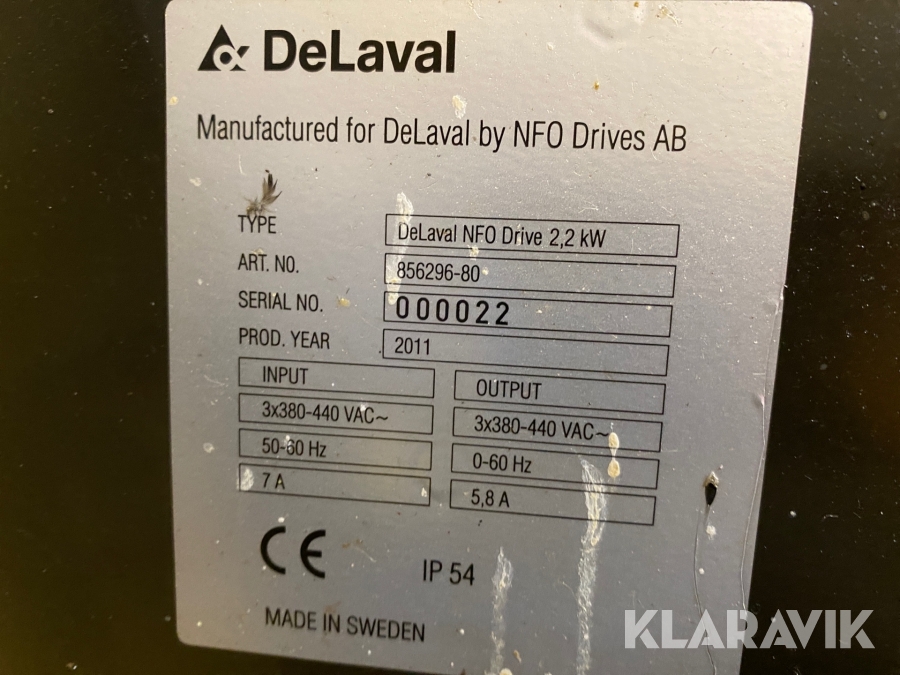 DeLaval
Manufactured for DeLaval by NFO Drives AB
TYPE DeLaval NFO Drive 2,2 kW
ART. NO. 856296-80
SERIAL NO. 000022
PROD. YEAR 2011
INPUT OUTPUT
3x380-440 VAC~ 3x380-440 VAC~
50-60 Hz 0-60 Hz
7 A 5,8 A
CE IP 54
MADE IN SWEDEN
KLARAVIK